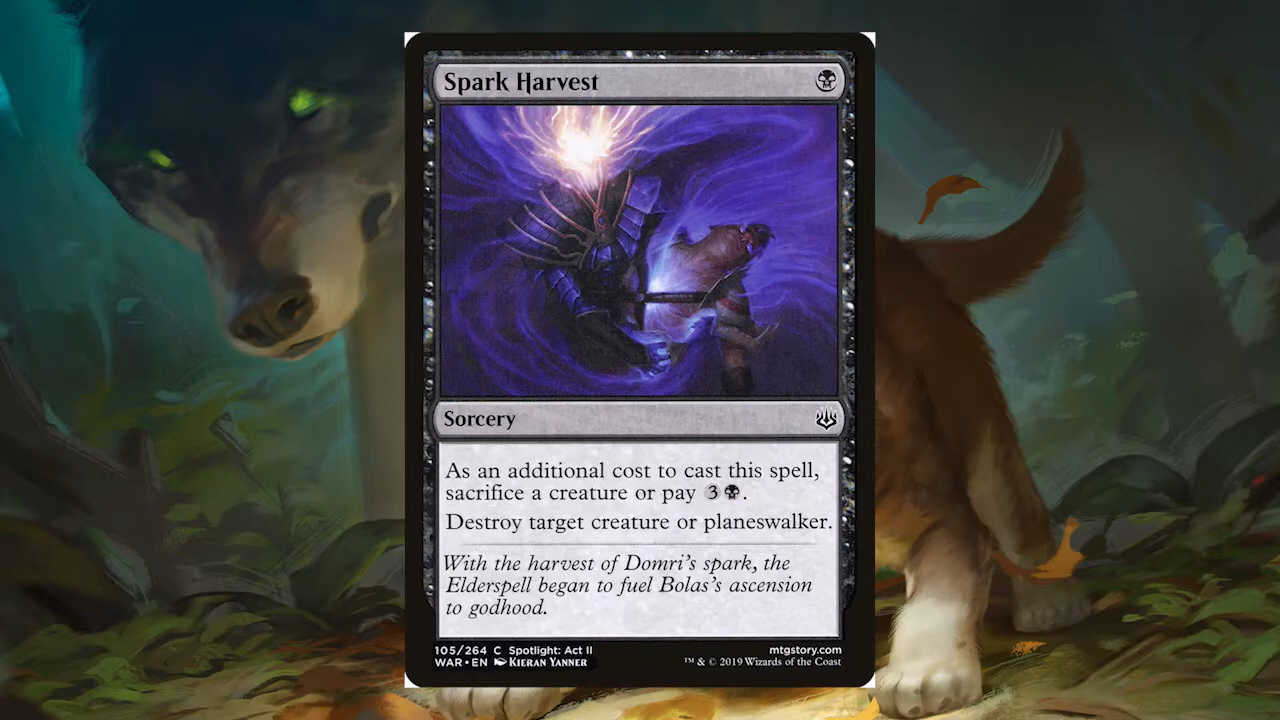 Spark Harvest
Sorcery
As an additional cost to cast this spell,
sacrifice a creature or pay 3.
Destroy target creature or planeswalker.
With the harvest of Domri's spark, the
Elderspell began to fuel Bolas's ascension
to godhood.
105/264 C Spotlight: Act II
mtgstory.com
WAR • EN KIERAN YANNER
™ & © 2019 Wizards of the Coast